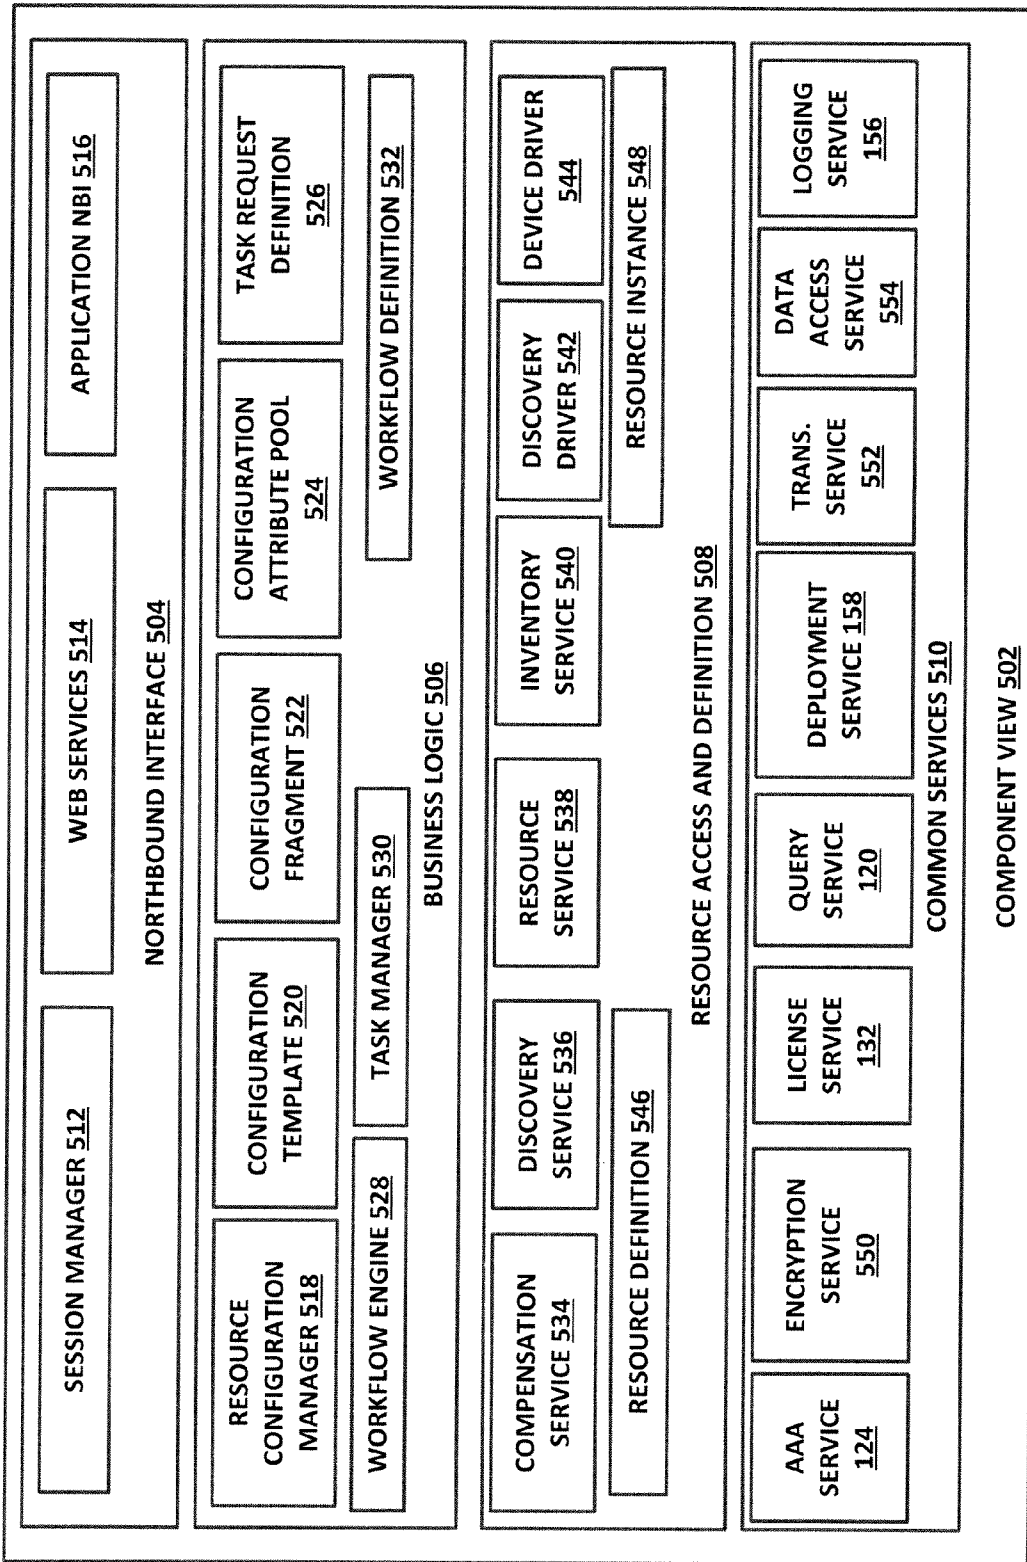 SESSION MANAGER 512
WEB SERVICES 514
APPLICATION NBI 516
NORTHBOUND INTERFACE 504
RESOURCE
CONFIGURATION
MANAGER 518
CONFIGURATION
TEMPLATE 520
CONFIGURATION
FRAGMENT 522
CONFIGURATION
ATTRIBUTE POOL
524
TASK REQUEST
DEFINITION
526
WORKFLOW ENGINE 528
TASK MANAGER 530
WORKFLOW DEFINITION 532
BUSINESS LOGIC 506
COMPENSATION
SERVICE 534
DISCOVERY
SERVICE 536
RESOURCE
SERVICE 538
INVENTORY
SERVICE 540
DISCOVERY
DRIVER 542
DEVICE DRIVER
544
RESOURCE DEFINITION 546
RESOURCE INSTANCE 548
RESOURCE ACCESS AND DEFINITION 508
AAA
SERVICE
124
ENCRYPTION
SERVICE
550
LICENSE
SERVICE
132
QUERY
SERVICE
120
DEPLOYMENT
SERVICE 158
TRANS.
SERVICE
552
DATA
ACCESS
SERVICE
554
LOGGING
SERVICE
156
COMMON SERVICES 510
COMPONENT VIEW 502